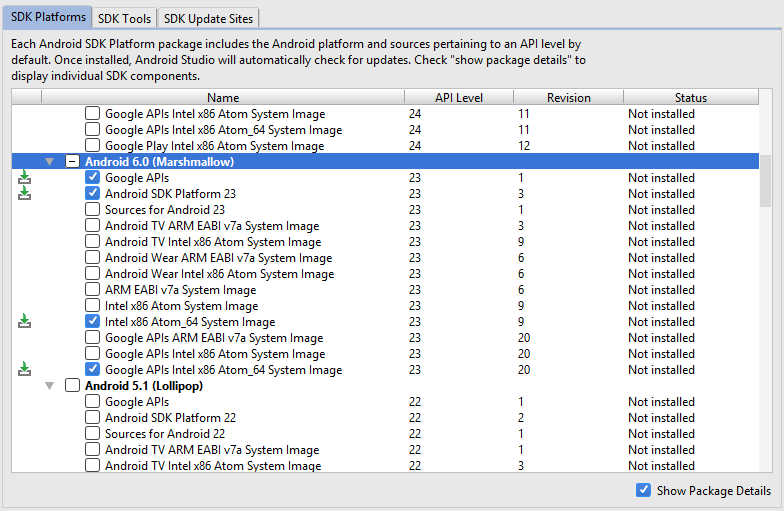 SDK Platforms SDK Tools SDK Update Sites
Each Android SDK Platform package includes the Android platform and sources pertaining to an API level by
default. Once installed, Android Studio will automatically check for updates. Check "show package details" to
display individual SDK components.
Name API Level Revision Status
Google APIs Intel x86 Atom System Image 24 11 Not installed
Google APIs Intel x86 Atom_64 System Image 24 11 Not installed
Google Play Intel x86 Atom System Image 24 12 Not installed
Android 6.0 (Marshmallow)
Google APIs 23 1 Not installed
Android SDK Platform 23 23 3 Not installed
Sources for Android 23 23 1 Not installed
Android TV ARM EABI v7a System Image 23 3 Not installed
Android TV Intel x86 Atom System Image 23 9 Not installed
Android Wear ARM EABI v7a System Image 23 6 Not installed
Android Wear Intel x86 Atom System Image 23 6 Not installed
ARM EABI v7a System Image 23 6 Not installed
Intel x86 Atom System Image 23 9 Not installed
Intel x86 Atom_64 System Image 23 9 Not installed
Google APIs ARM EABI v7a System Image 23 20 Not installed
Google APIs Intel x86 Atom System Image 23 20 Not installed
Google APIs Intel x86 Atom_64 System Image 23 20 Not installed
Android 5.1 (Lollipop)
Google APIs 22 1 Not installed
Android SDK Platform 22 22 2 Not installed
Sources for Android 22 22 1 Not installed
Android TV ARM EABI v7a System Image 22 1 Not installed
Android TV Intel x86 Atom System Image 22 3 Not installed
Show Package Details